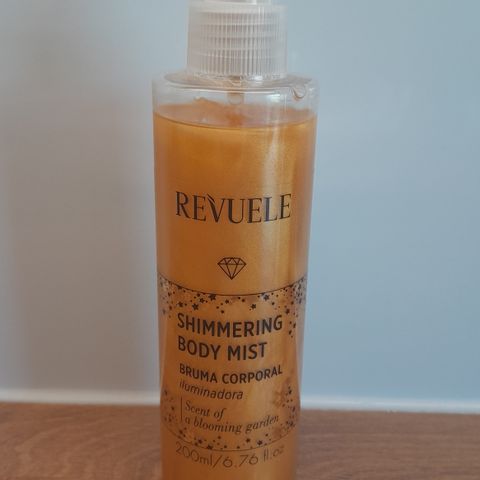 REVUELE
SHIMMERING
BODY MIST
BRUMA CORPORAL
iluminadora
Scent of
a blooming garden
200ml/6.76 fl.oz